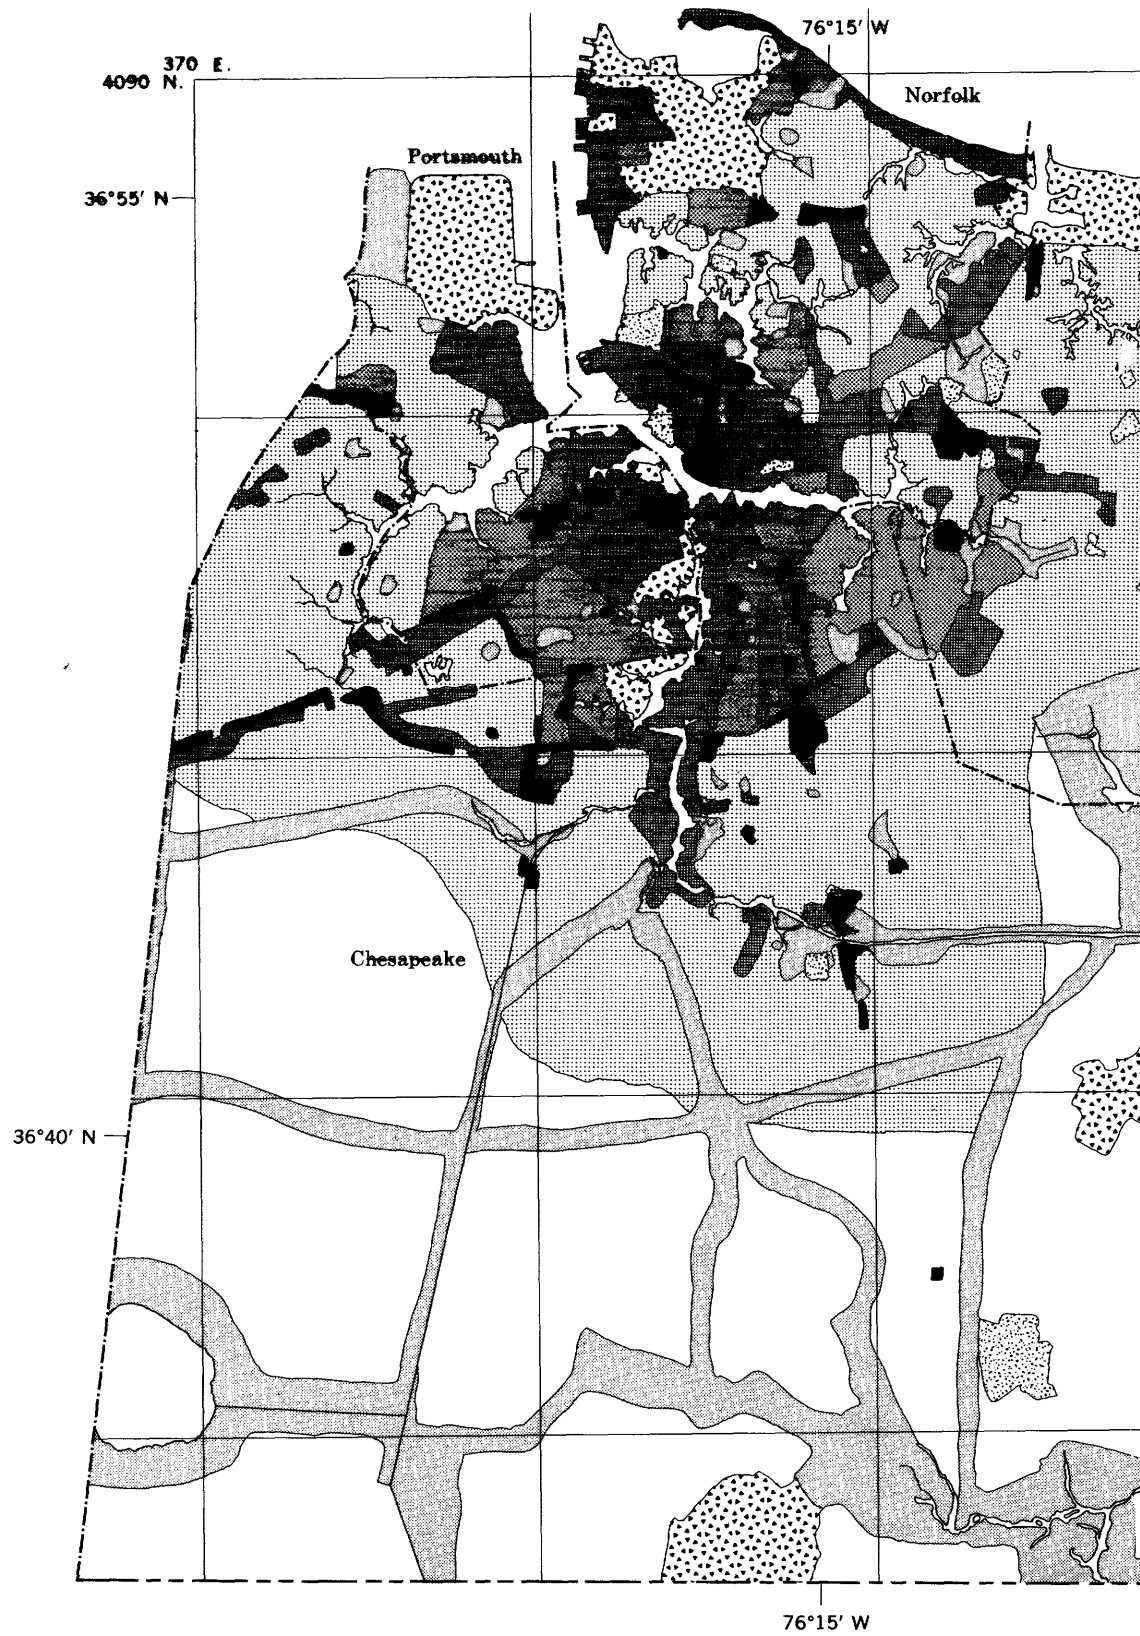 76°15′ W
370 E.
4090 N.
Norfolk
Portsmouth
36°55′ N
Chesapeake
36°40′ N
76°15′ W